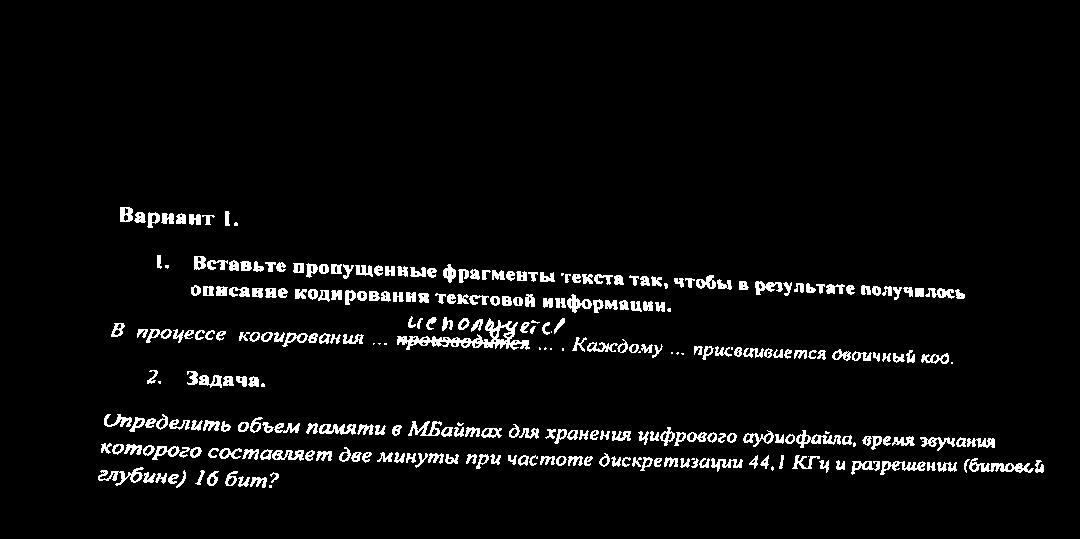 Вариант 1.
1. Вставьте пропущенные фрагменты текста так, чтобы в результате получилось
описание кодирования текстовой информации.
используется
В процессе кодирования ... производится ... . Каждому ... присваивается двоичный код.
2. Задача.
Определить объем памяти в МБайтах для хранения цифрового аудиофайла, время звучания
которого составляет две минуты при частоте дискретизации 44,1 КГц и разрешении (битовой
глубине) 16 бит?